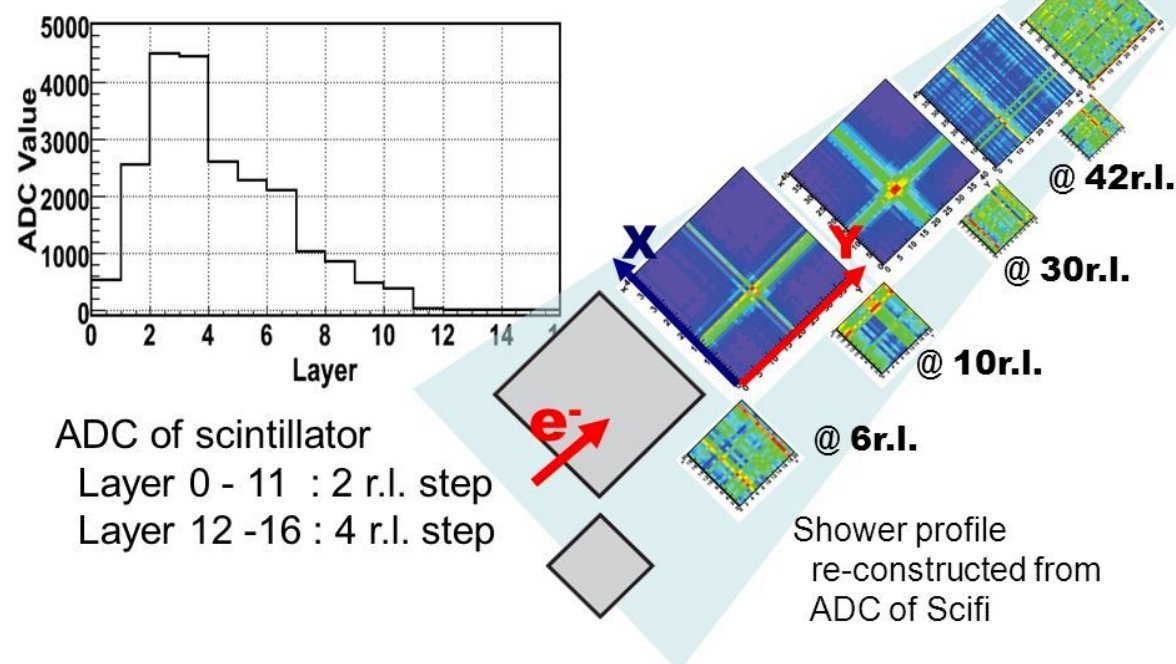 5000
4000
3000
2000
1000
0
ADC Value
0 2 4 6 8 10 12 14
Layer
ADC of scintillator
Layer 0 - 11 : 2 r.l. step
Layer 12 -16 : 4 r.l. step
X
Y
e-
@ 42r.l.
@ 30r.l.
@ 10r.l.
@ 6r.l.
Shower profile
re-constructed from
ADC of Scifi